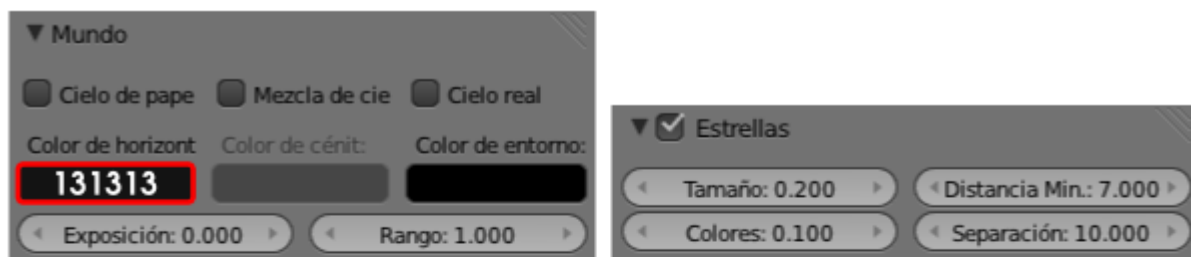 Mundo
Cielo de pape Mezcla de cie Cielo real
Color de horizont Color de cénit: Color de entorno:
131313
Exposición: 0.000 Rango: 1.000
Estrellas
Tamaño: 0.200 Distancia Min.: 7.000
Colores: 0.100 Separación: 10.000